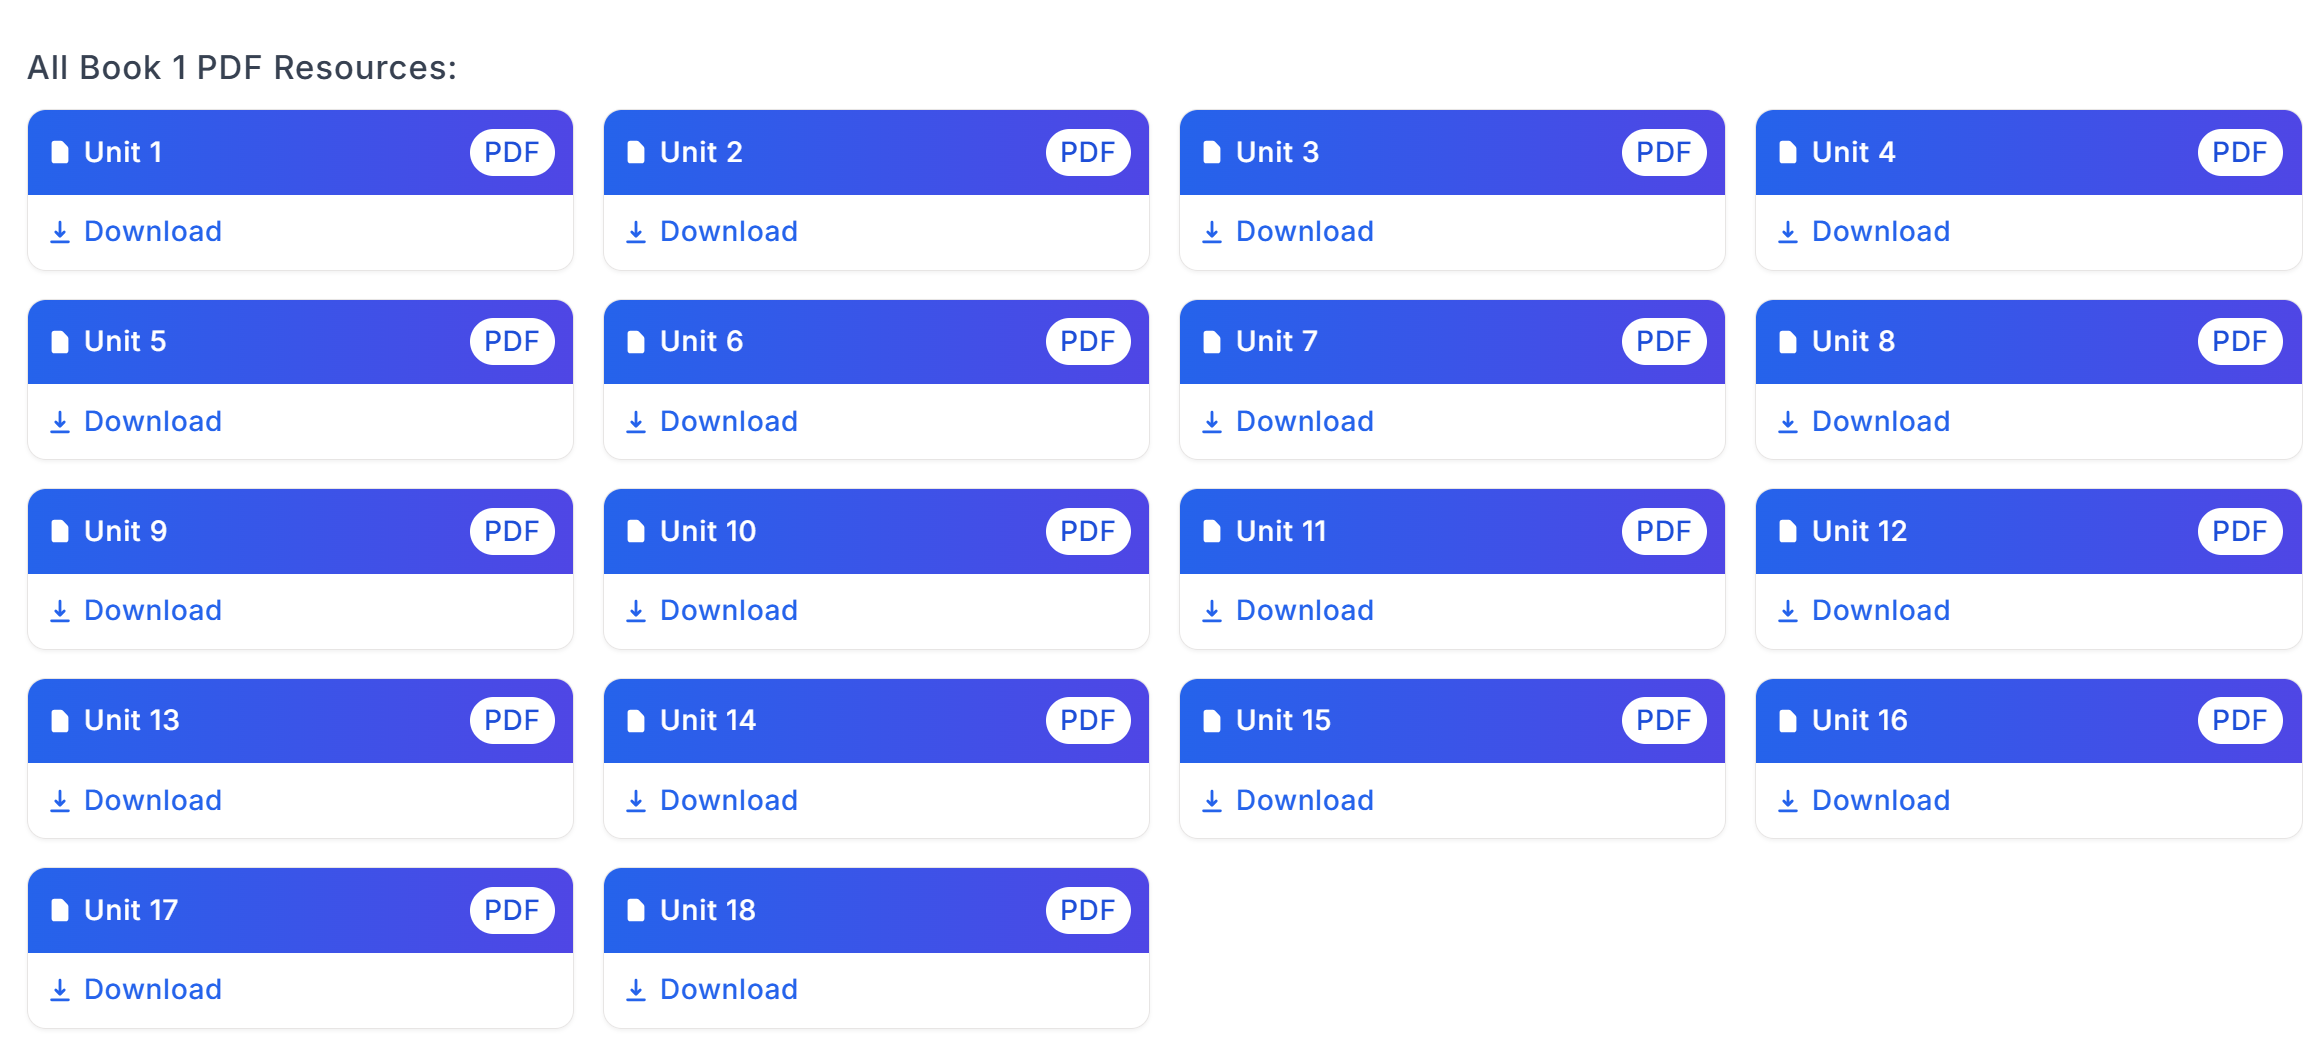 All Book 1 PDF Resources:
Unit 1 PDF
Download
Unit 2 PDF
Download
Unit 3 PDF
Download
Unit 4 PDF
Download
Unit 5 PDF
Download
Unit 6 PDF
Download
Unit 7 PDF
Download
Unit 8 PDF
Download
Unit 9 PDF
Download
Unit 10 PDF
Download
Unit 11 PDF
Download
Unit 12 PDF
Download
Unit 13 PDF
Download
Unit 14 PDF
Download
Unit 15 PDF
Download
Unit 16 PDF
Download
Unit 17 PDF
Download
Unit 18 PDF
Download